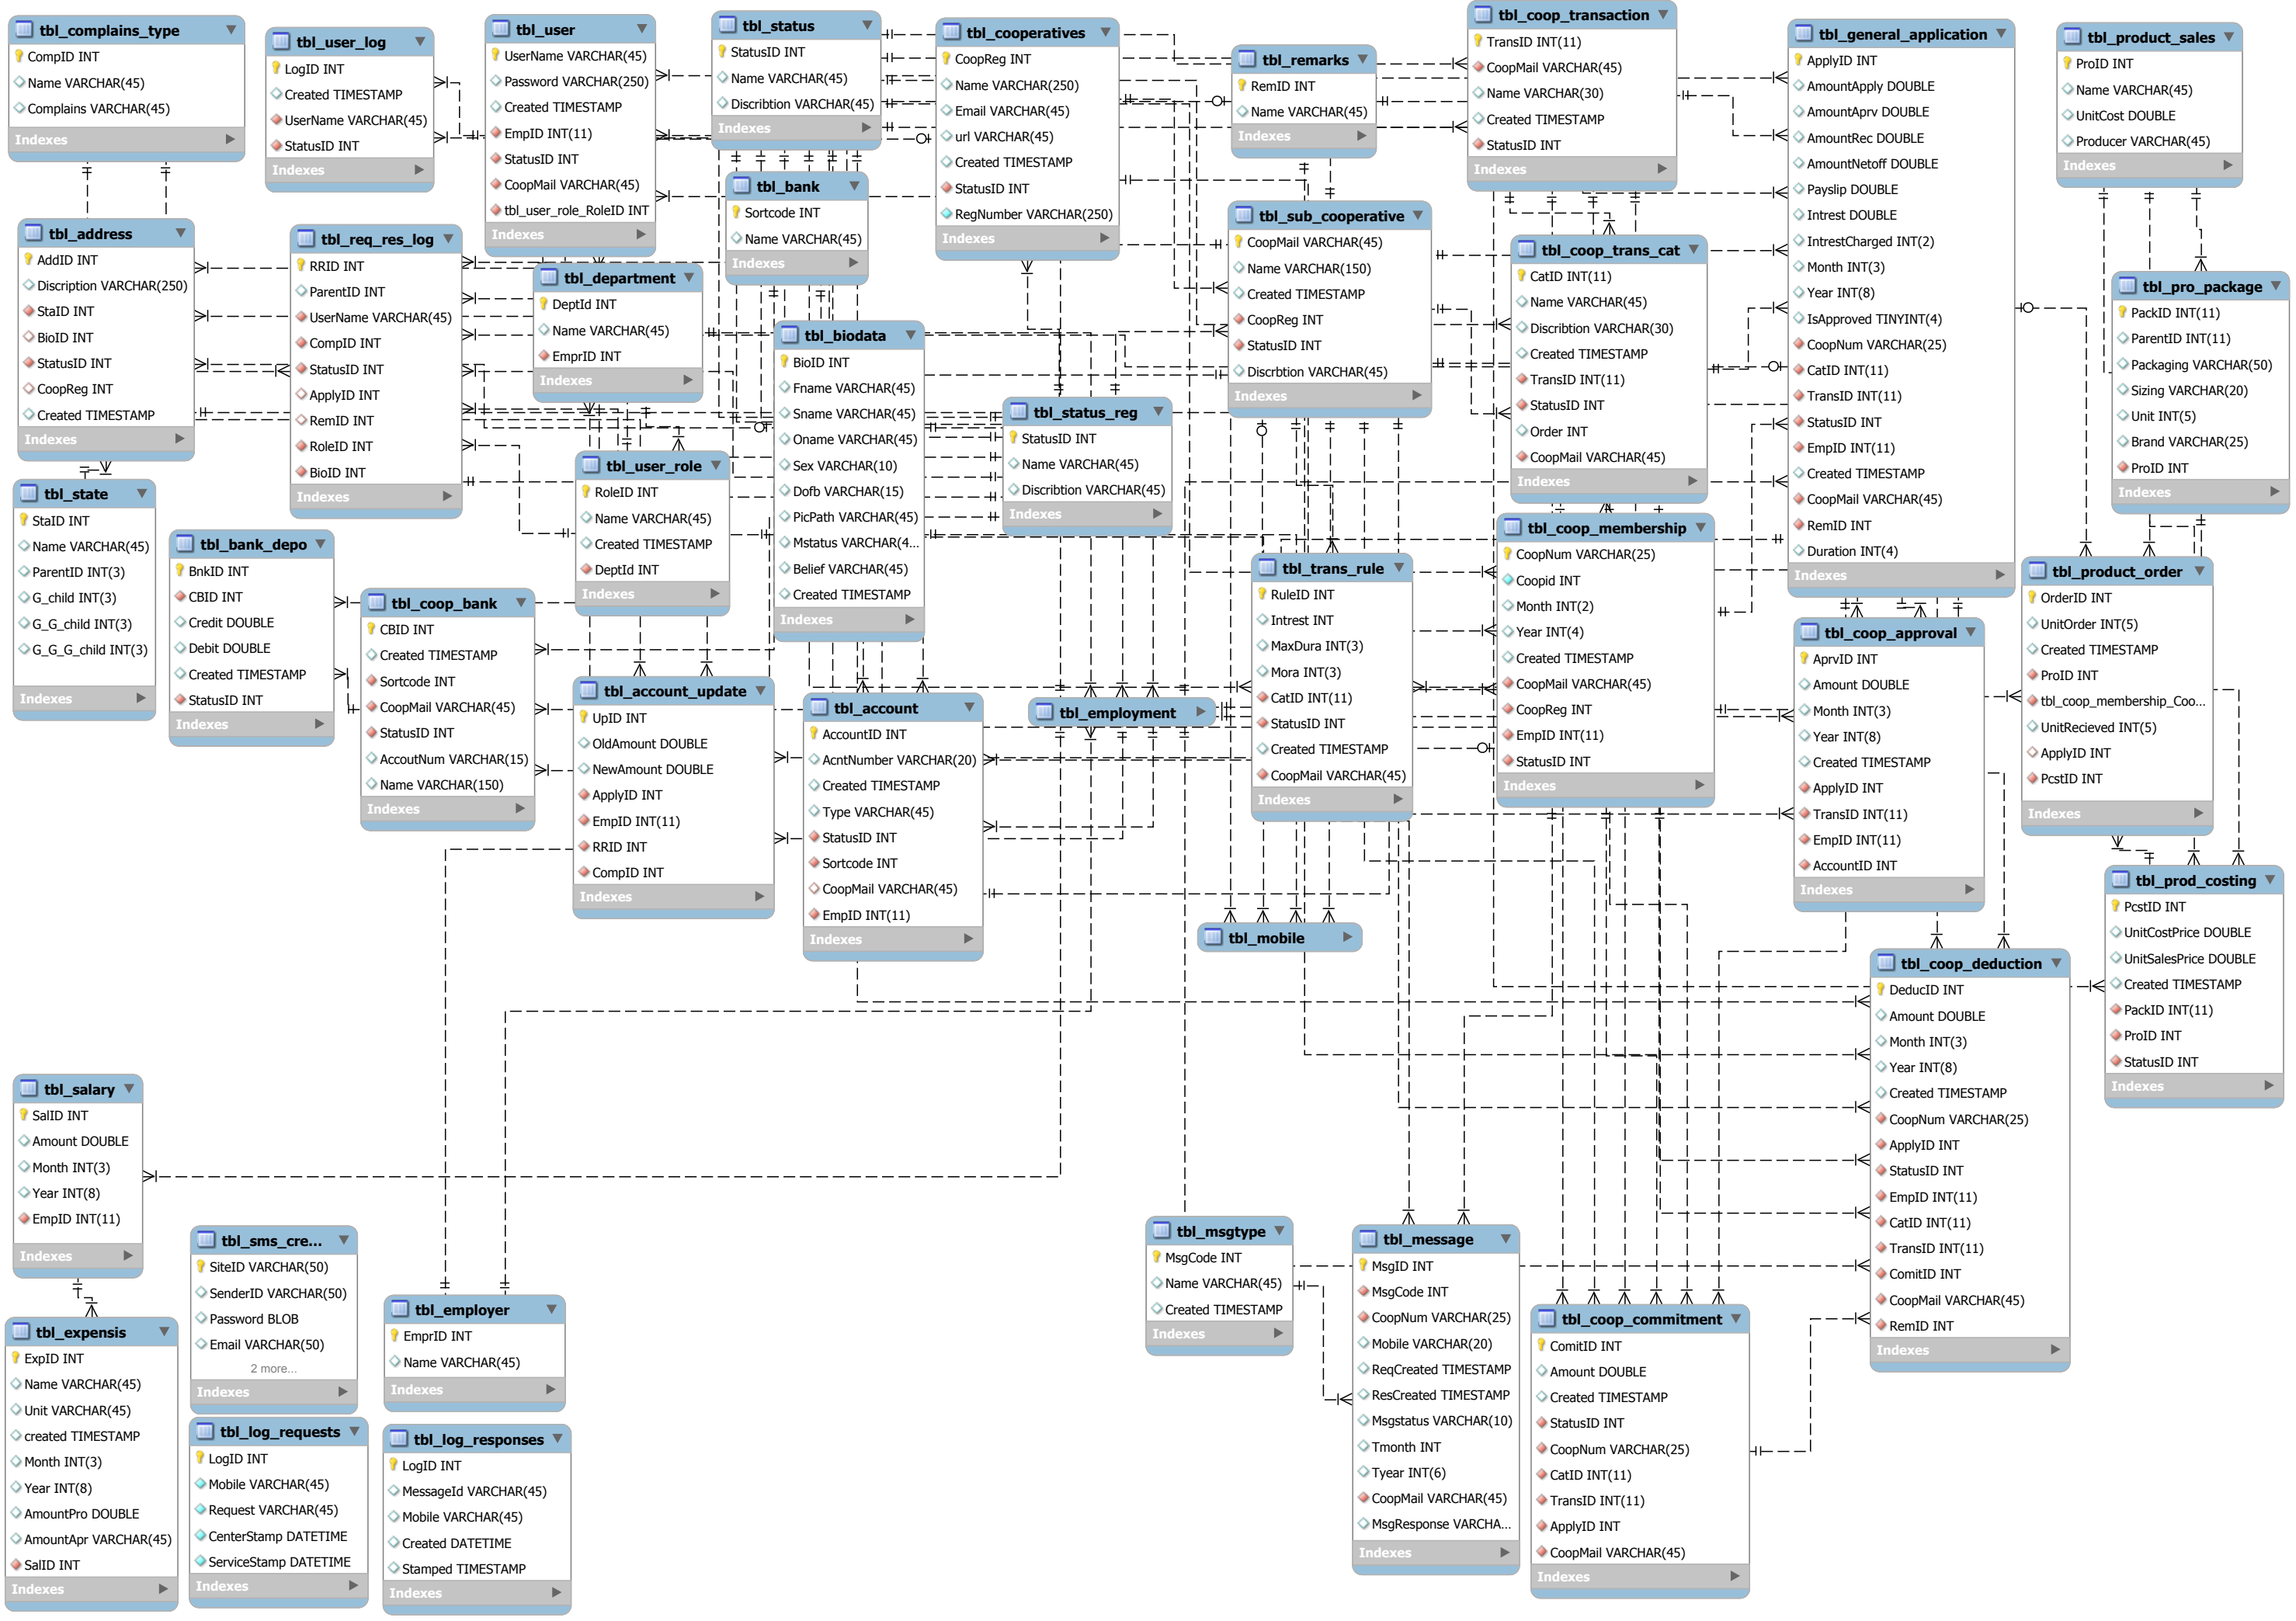 tbl_complains_type
CompID INT
Name VARCHAR(45)
Complains VARCHAR(45)
Indexes
tbl_user_log
LogID INT
Created TIMESTAMP
UserName VARCHAR(45)
StatusID INT
Indexes
tbl_user
UserName VARCHAR(45)
Password VARCHAR(250)
Created TIMESTAMP
EmpID INT(11)
StatusID INT
CoopMail VARCHAR(45)
tbl_user_role_RoleID INT
Indexes
tbl_status
StatusID INT
Name VARCHAR(45)
Discribtion VARCHAR(45)
Indexes
tbl_cooperatives
CoopReg INT
Name VARCHAR(250)
Email VARCHAR(45)
url VARCHAR(45)
Created TIMESTAMP
StatusID INT
RegNumber VARCHAR(250)
Indexes
tbl_remarks
RemID INT
Name VARCHAR(45)
Indexes
tbl_coop_transaction
TransID INT(11)
CoopMail VARCHAR(45)
Name VARCHAR(30)
Created TIMESTAMP
StatusID INT
Indexes
tbl_general_application
ApplyID INT
AmountApply DOUBLE
AmountAprv DOUBLE
AmountRec DOUBLE
AmountNetoff DOUBLE
Payslip DOUBLE
Intrest DOUBLE
IntrestCharged INT(2)
Month INT(3)
Year INT(8)
IsApproved TINYINT(4)
CoopNum VARCHAR(25)
CatID INT(11)
TransID INT(11)
StatusID INT
EmpID INT(11)
Created TIMESTAMP
CoopMail VARCHAR(45)
RemID INT
Duration INT(4)
Indexes
tbl_product_sales
ProID INT
Name VARCHAR(45)
UnitCost DOUBLE
Producer VARCHAR(45)
Indexes
tbl_address
AddID INT
Discription VARCHAR(250)
StaID INT
BioID INT
StatusID INT
CoopReg INT
Created TIMESTAMP
Indexes
tbl_req_res_log
RRID INT
ParentID INT
UserName VARCHAR(45)
CompID INT
StatusID INT
ApplyID INT
RemID INT
RoleID INT
BioID INT
Indexes
tbl_department
DeptId INT
Name VARCHAR(45)
EmprID INT
Indexes
tbl_bank
Sortcode INT
Name VARCHAR(45)
Indexes
tbl_biodata
BioID INT
Fname VARCHAR(45)
Sname VARCHAR(45)
Oname VARCHAR(45)
Sex VARCHAR(10)
Dofb VARCHAR(15)
PicPath VARCHAR(45)
Mstatus VARCHAR(4...
Belief VARCHAR(45)
Created TIMESTAMP
Indexes
tbl_sub_cooperative
CoopMail VARCHAR(45)
Name VARCHAR(150)
Created TIMESTAMP
CoopReg INT
StatusID INT
Discrbtion VARCHAR(45)
Indexes
tbl_coop_trans_cat
CatID INT(11)
Name VARCHAR(45)
Discribtion VARCHAR(30)
Created TIMESTAMP
TransID INT(11)
StatusID INT
Order INT
CoopMail VARCHAR(45)
Indexes
tbl_pro_package
PackID INT(11)
ParentID INT(11)
Packaging VARCHAR(50)
Sizing VARCHAR(20)
Unit INT(5)
Brand VARCHAR(25)
ProID INT
Indexes
tbl_status_reg
StatusID INT
Name VARCHAR(45)
Discribtion VARCHAR(45)
Indexes
tbl_user_role
RoleID INT
Name VARCHAR(45)
Created TIMESTAMP
DeptId INT
Indexes
tbl_state
StaID INT
Name VARCHAR(45)
ParentID INT(3)
G_child INT(3)
G_G_child INT(3)
G_G_G_child INT(3)
Indexes
tbl_bank_depo
BnkID INT
CBID INT
Credit DOUBLE
Debit DOUBLE
Created TIMESTAMP
StatusID INT
Indexes
tbl_coop_bank
CBID INT
Created TIMESTAMP
Sortcode INT
CoopMail VARCHAR(45)
StatusID INT
AccoutNum VARCHAR(15)
Name VARCHAR(150)
Indexes
tbl_account_update
UpID INT
OldAmount DOUBLE
NewAmount DOUBLE
ApplyID INT
EmpID INT(11)
RRID INT
CompID INT
Indexes
tbl_account
AccountID INT
AcntNumber VARCHAR(20)
Created TIMESTAMP
Type VARCHAR(45)
StatusID INT
Sortcode INT
CoopMail VARCHAR(45)
EmpID INT(11)
Indexes
tbl_employment
tbl_trans_rule
RuleID INT
Intrest INT
MaxDura INT(3)
Mora INT(3)
CatID INT(11)
StatusID INT
Created TIMESTAMP
CoopMail VARCHAR(45)
Indexes
tbl_coop_membership
CoopNum VARCHAR(25)
Coopid INT
Month INT(2)
Year INT(4)
Created TIMESTAMP
CoopMail VARCHAR(45)
CoopReg INT
EmpID INT(11)
StatusID INT
Indexes
tbl_coop_approval
AprvID INT
Amount DOUBLE
Month INT(3)
Year INT(8)
Created TIMESTAMP
ApplyID INT
TransID INT(11)
EmpID INT(11)
AccountID INT
Indexes
tbl_product_order
OrderID INT
UnitOrder INT(5)
Created TIMESTAMP
ProID INT
tbl_coop_membership_Coo...
UnitRecieved INT(5)
ApplyID INT
PcstID INT
Indexes
tbl_mobile
tbl_prod_costing
PcstID INT
UnitCostPrice DOUBLE
UnitSalesPrice DOUBLE
Created TIMESTAMP
PackID INT(11)
ProID INT
StatusID INT
Indexes
tbl_coop_deduction
DeducID INT
Amount DOUBLE
Month INT(3)
Year INT(8)
Created TIMESTAMP
CoopNum VARCHAR(25)
ApplyID INT
StatusID INT
EmpID INT(11)
CatID INT(11)
TransID INT(11)
ComitID INT
CoopMail VARCHAR(45)
RemID INT
Indexes
tbl_salary
SalID INT
Amount DOUBLE
Month INT(3)
Year INT(8)
EmpID INT(11)
Indexes
tbl_sms_cre...
SiteID VARCHAR(50)
SenderID VARCHAR(50)
Password BLOB
Email VARCHAR(50)
2 more...
Indexes
tbl_employer
EmprID INT
Name VARCHAR(45)
Indexes
tbl_msgtype
MsgCode INT
Name VARCHAR(45)
Created TIMESTAMP
Indexes
tbl_message
MsgID INT
MsgCode INT
CoopNum VARCHAR(25)
Mobile VARCHAR(20)
ReqCreated TIMESTAMP
ResCreated TIMESTAMP
Msgstatus VARCHAR(10)
Tmonth INT
Tyear INT(6)
CoopMail VARCHAR(45)
MsgResponse VARCHA...
Indexes
tbl_coop_commitment
ComitID INT
Amount DOUBLE
Created TIMESTAMP
StatusID INT
CoopNum VARCHAR(25)
CatID INT(11)
TransID INT(11)
ApplyID INT
CoopMail VARCHAR(45)
Indexes
tbl_expensis
ExpID INT
Name VARCHAR(45)
Unit VARCHAR(45)
created TIMESTAMP
Month INT(3)
Year INT(8)
AmountPro DOUBLE
AmountApr VARCHAR(45)
SalID INT
Indexes
tbl_log_requests
LogID INT
Mobile VARCHAR(45)
Request VARCHAR(45)
CenterStamp DATETIME
ServiceStamp DATETIME
Indexes
tbl_log_responses
LogID INT
MessageId VARCHAR(45)
Mobile VARCHAR(45)
Created DATETIME
Stamped TIMESTAMP
Indexes